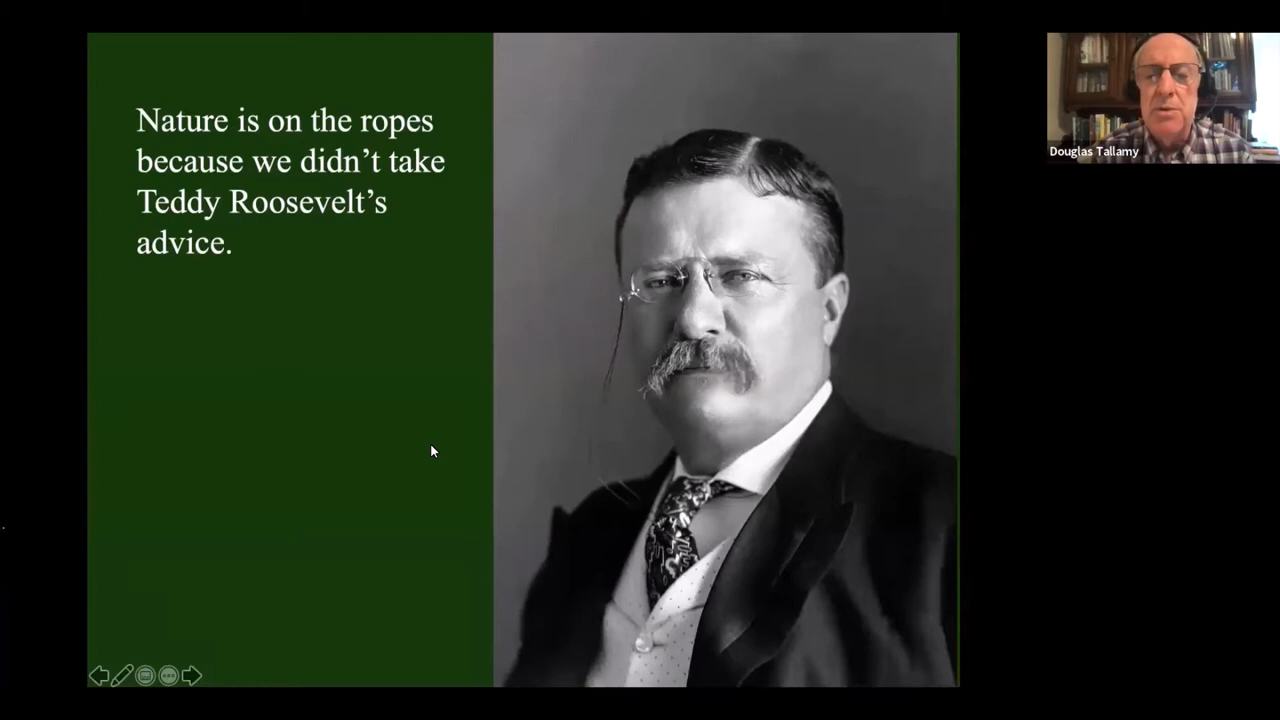 Nature is on the ropes
because we didn’t take
Teddy Roosevelt’s
advice.
Douglas Tallamy